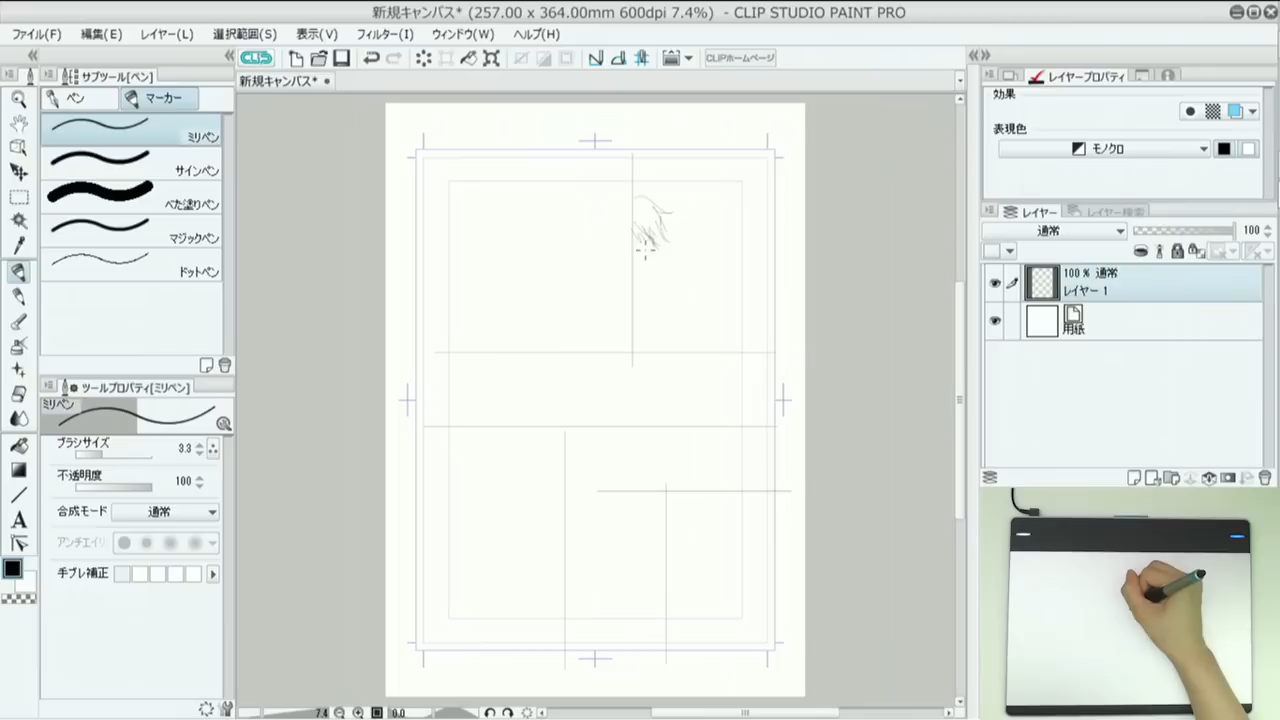 新規キャンバス* (257.00 x 364.00mm 600dpi 7.4%) - CLIP STUDIO PAINT PRO
ファイル(F) 編集(E) レイヤー(L) 選択範囲(S) 表示(V) フィルター(I) ウィンドウ(W) ヘルプ(H)
CLIPホームページ
サブツール[ペン]
新規キャンバス*
ペン
マーカー
ミリペン
サインペン
べた塗りペン
マジックペン
ドットペン
ツールプロパティ[ミリペン]
ミリペン
ブラシサイズ 3.3
不透明度 100
合成モード 通常
アンチエイリ
手ブレ補正
7.4
0.0
レイヤープロパティ
効果
表現色
モノクロ
レイヤー
レイヤー検索
通常 100
100 % 通常
レイヤー 1
用紙